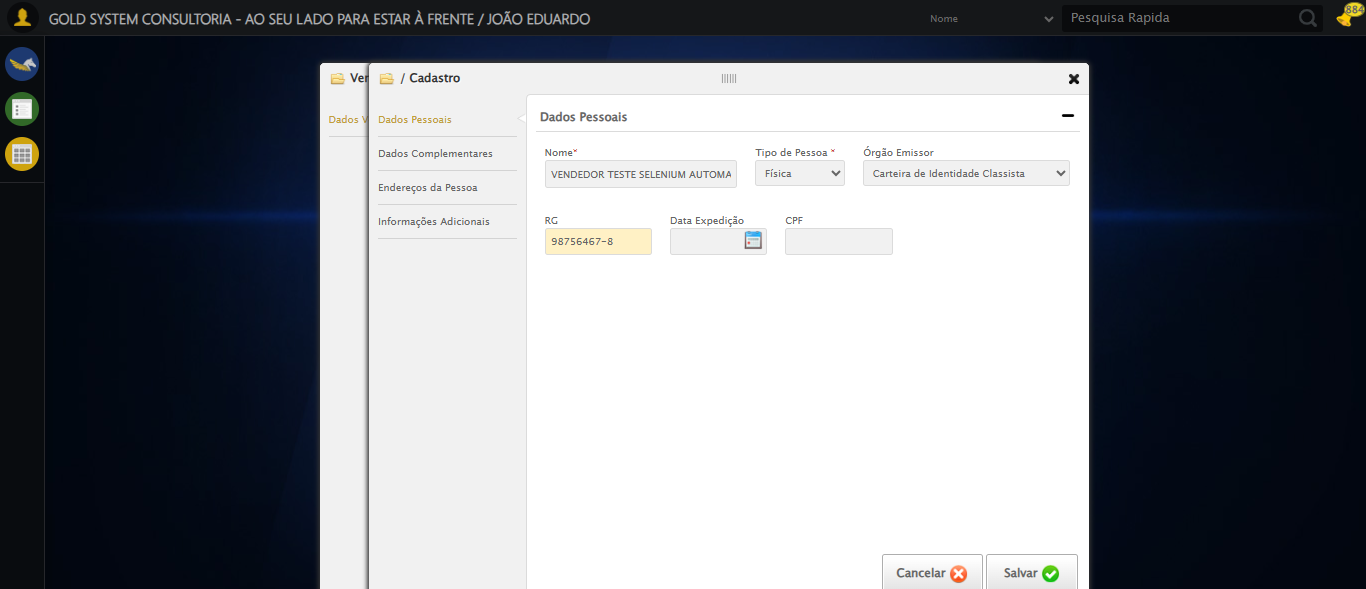 GOLD SYSTEM CONSULTORIA - AO SEU LADO PARA ESTAR À FRENTE / JOÃO EDUARDO
Nome
Pesquisa Rapida
884
Ver
/ Cadastro
Dados V
Dados Pessoais
Dados Complementares
Endereços da Pessoa
Informações Adicionais
Dados Pessoais
Nome*
Tipo de Pessoa *
Órgão Emissor
VENDEDOR TESTE SELENIUM AUTOMA
Física
Carteira de Identidade Classista
RG
Data Expedição
CPF
98756467-8
Cancelar
Salvar